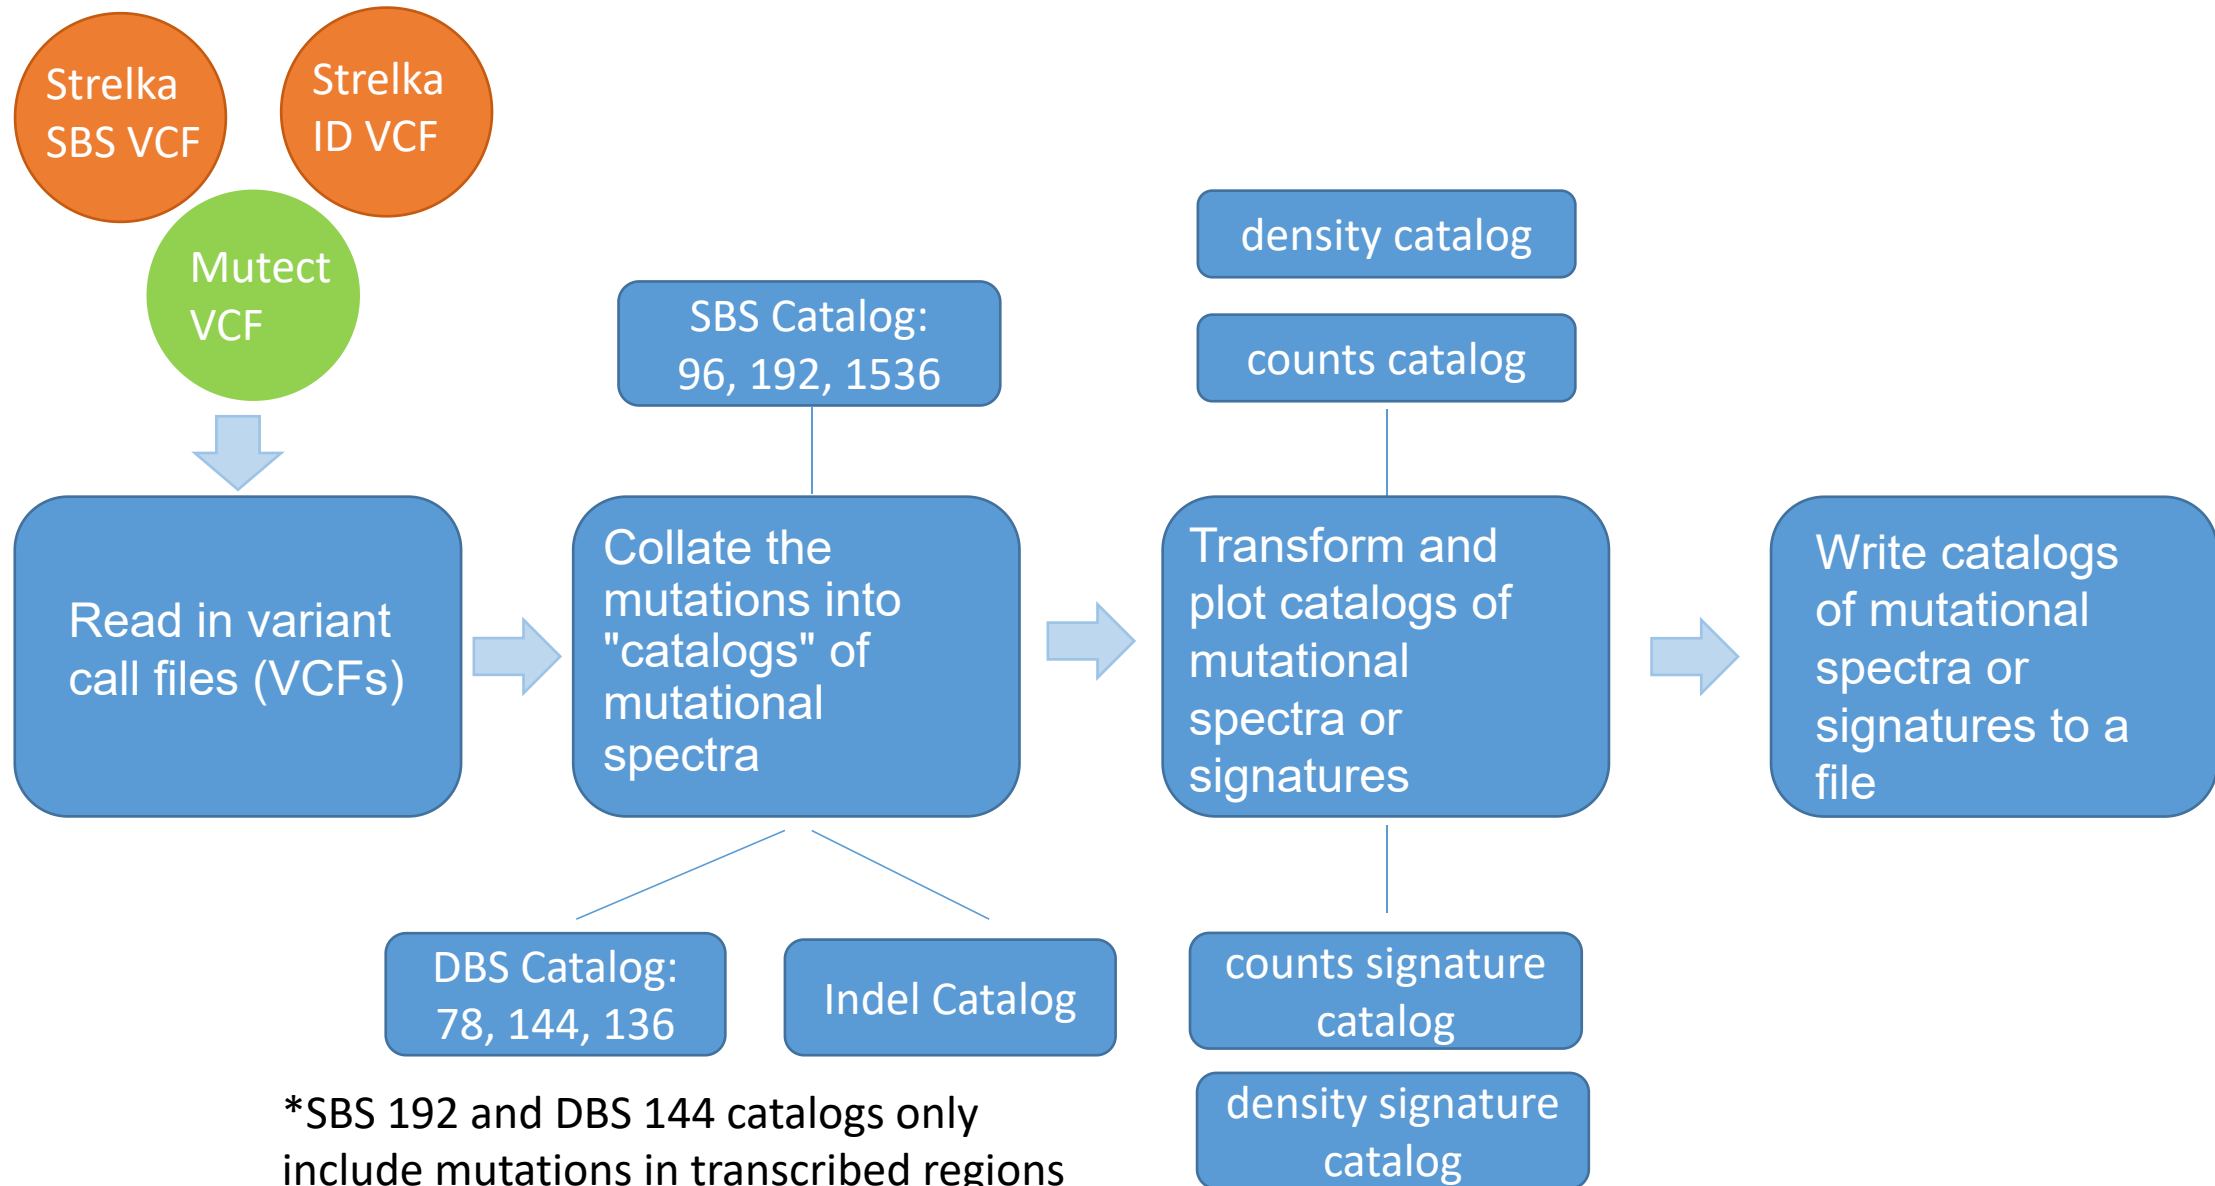 Strelka
SBS VCF
Strelka
ID VCF
Mutect
VCF
density catalog
SBS Catalog:
96, 192, 1536
counts catalog
Read in variant
call files (VCFs)
Collate the
mutations into
"catalogs" of
mutational
spectra
Transform and
plot catalogs of
mutational
spectra or
signatures
Write catalogs
of mutational
spectra or
signatures to a
file
DBS Catalog:
78, 144, 136
Indel Catalog
counts signature
catalog
density signature
catalog
*SBS 192 and DBS 144 catalogs only
include mutations in transcribed regions